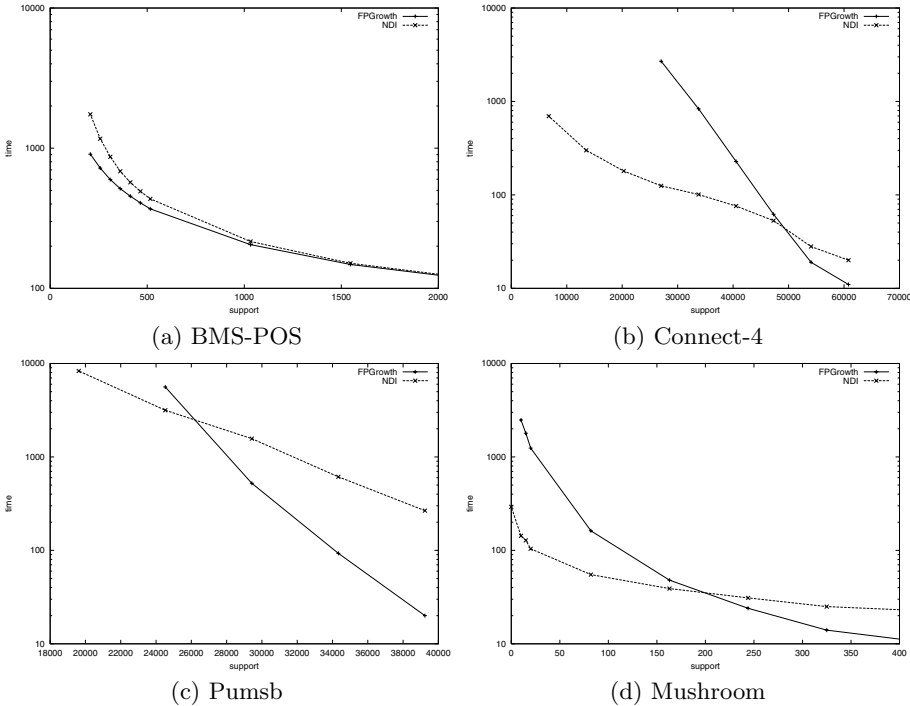 10000
1000
100
0
500
1000
1500
2000
time
support
FPGrowth
NDI
(a) BMS-POS
10000
1000
100
10
0
10000
20000
30000
40000
50000
60000
70000
time
support
FPGrowth
NDI
(b) Connect-4
10000
1000
100
10
18000
20000
22000
24000
26000
28000
30000
32000
34000
36000
38000
40000
time
support
FPGrowth
NDI
(c) Pumsb
10000
1000
100
10
0
50
100
150
200
250
300
350
400
time
support
FPGrowth
NDI
(d) Mushroom